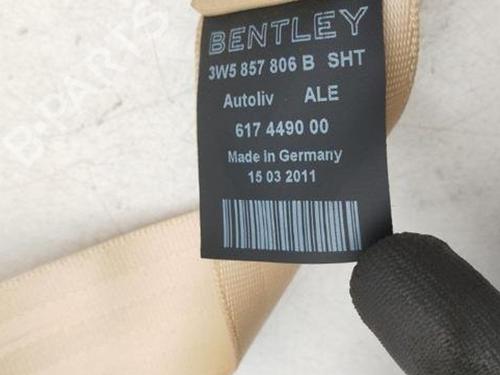 BENTLEY
3W5 857 806 B SHT
Autoliv ALE
617 4490 00
Made in Germany
15 03 2011